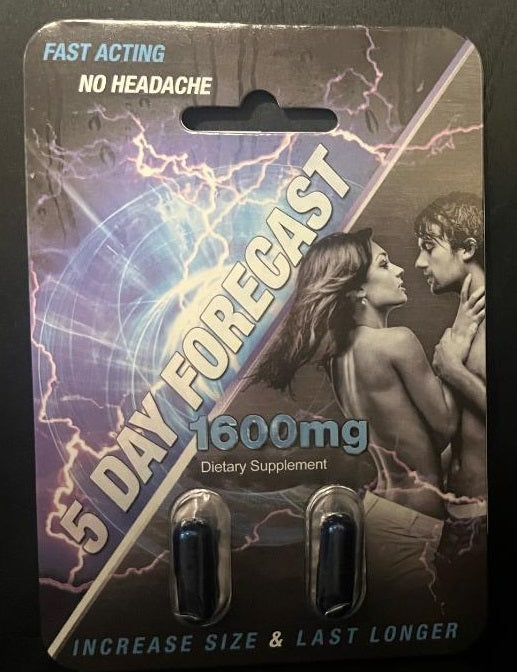 FAST ACTING
NO HEADACHE
5 DAY FORECAST
1600mg
Dietary Supplement
INCREASE SIZE & LAST LONGER